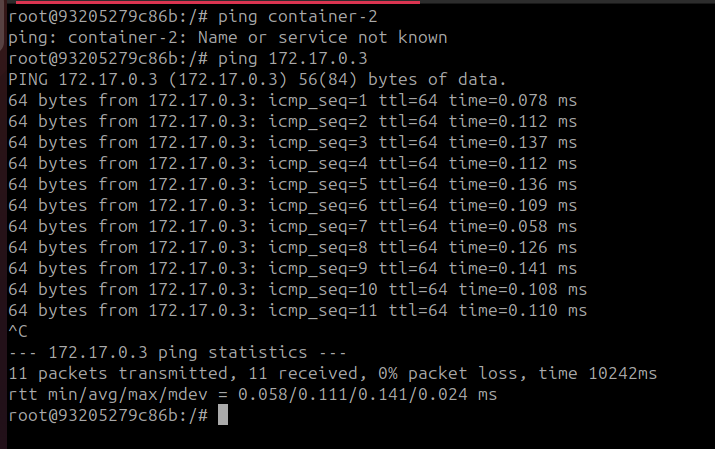 root@93205279c86b:/# ping container-2
ping: container-2: Name or service not known
root@93205279c86b:/# ping 172.17.0.3
PING 172.17.0.3 (172.17.0.3) 56(84) bytes of data.
64 bytes from 172.17.0.3: icmp_seq=1 ttl=64 time=0.078 ms
64 bytes from 172.17.0.3: icmp_seq=2 ttl=64 time=0.112 ms
64 bytes from 172.17.0.3: icmp_seq=3 ttl=64 time=0.137 ms
64 bytes from 172.17.0.3: icmp_seq=4 ttl=64 time=0.112 ms
64 bytes from 172.17.0.3: icmp_seq=5 ttl=64 time=0.136 ms
64 bytes from 172.17.0.3: icmp_seq=6 ttl=64 time=0.109 ms
64 bytes from 172.17.0.3: icmp_seq=7 ttl=64 time=0.058 ms
64 bytes from 172.17.0.3: icmp_seq=8 ttl=64 time=0.126 ms
64 bytes from 172.17.0.3: icmp_seq=9 ttl=64 time=0.141 ms
64 bytes from 172.17.0.3: icmp_seq=10 ttl=64 time=0.108 ms
64 bytes from 172.17.0.3: icmp_seq=11 ttl=64 time=0.110 ms
^C
--- 172.17.0.3 ping statistics ---
11 packets transmitted, 11 received, 0% packet loss, time 10242ms
rtt min/avg/max/mdev = 0.058/0.111/0.141/0.024 ms
root@93205279c86b:/#